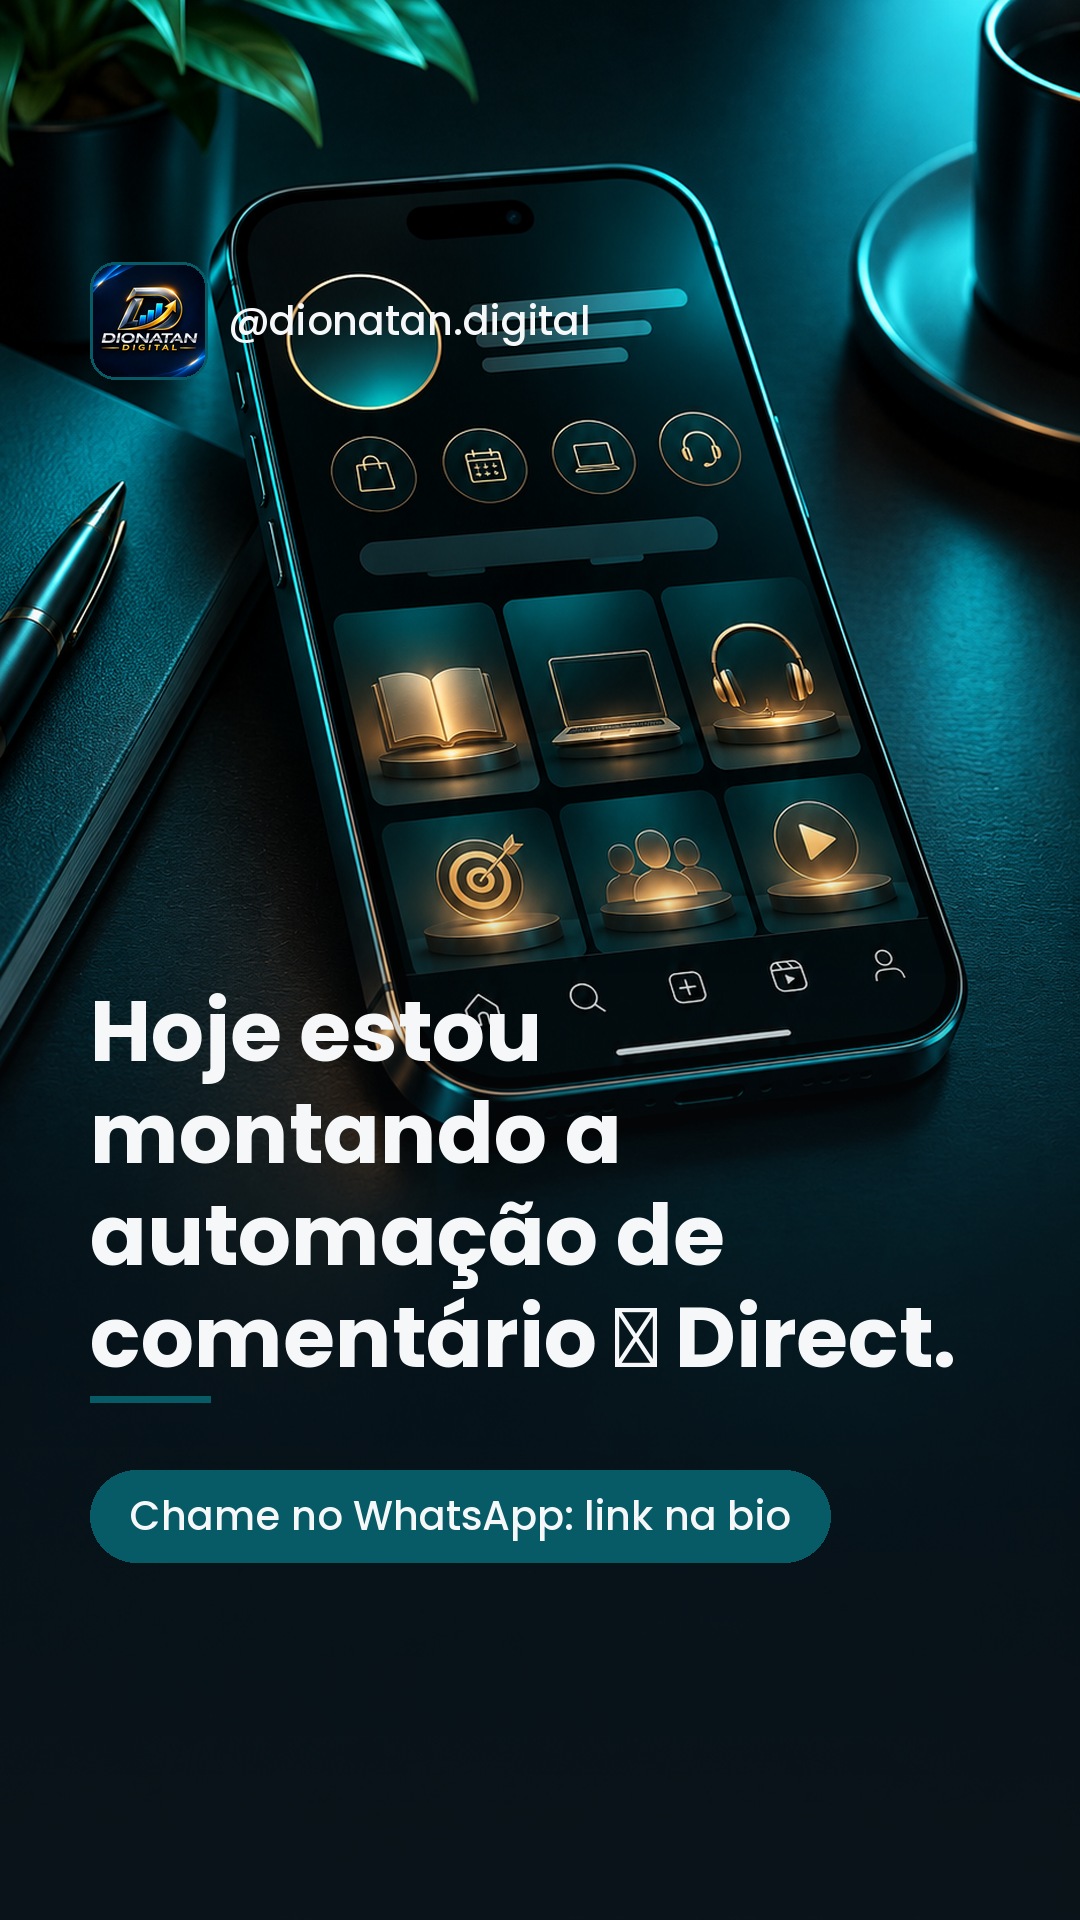 DIONATAN
DIGITAL
@dionatan.digital
Hoje estou
montando a
automação de
comentário Direct.
Chame no WhatsApp: link na bio